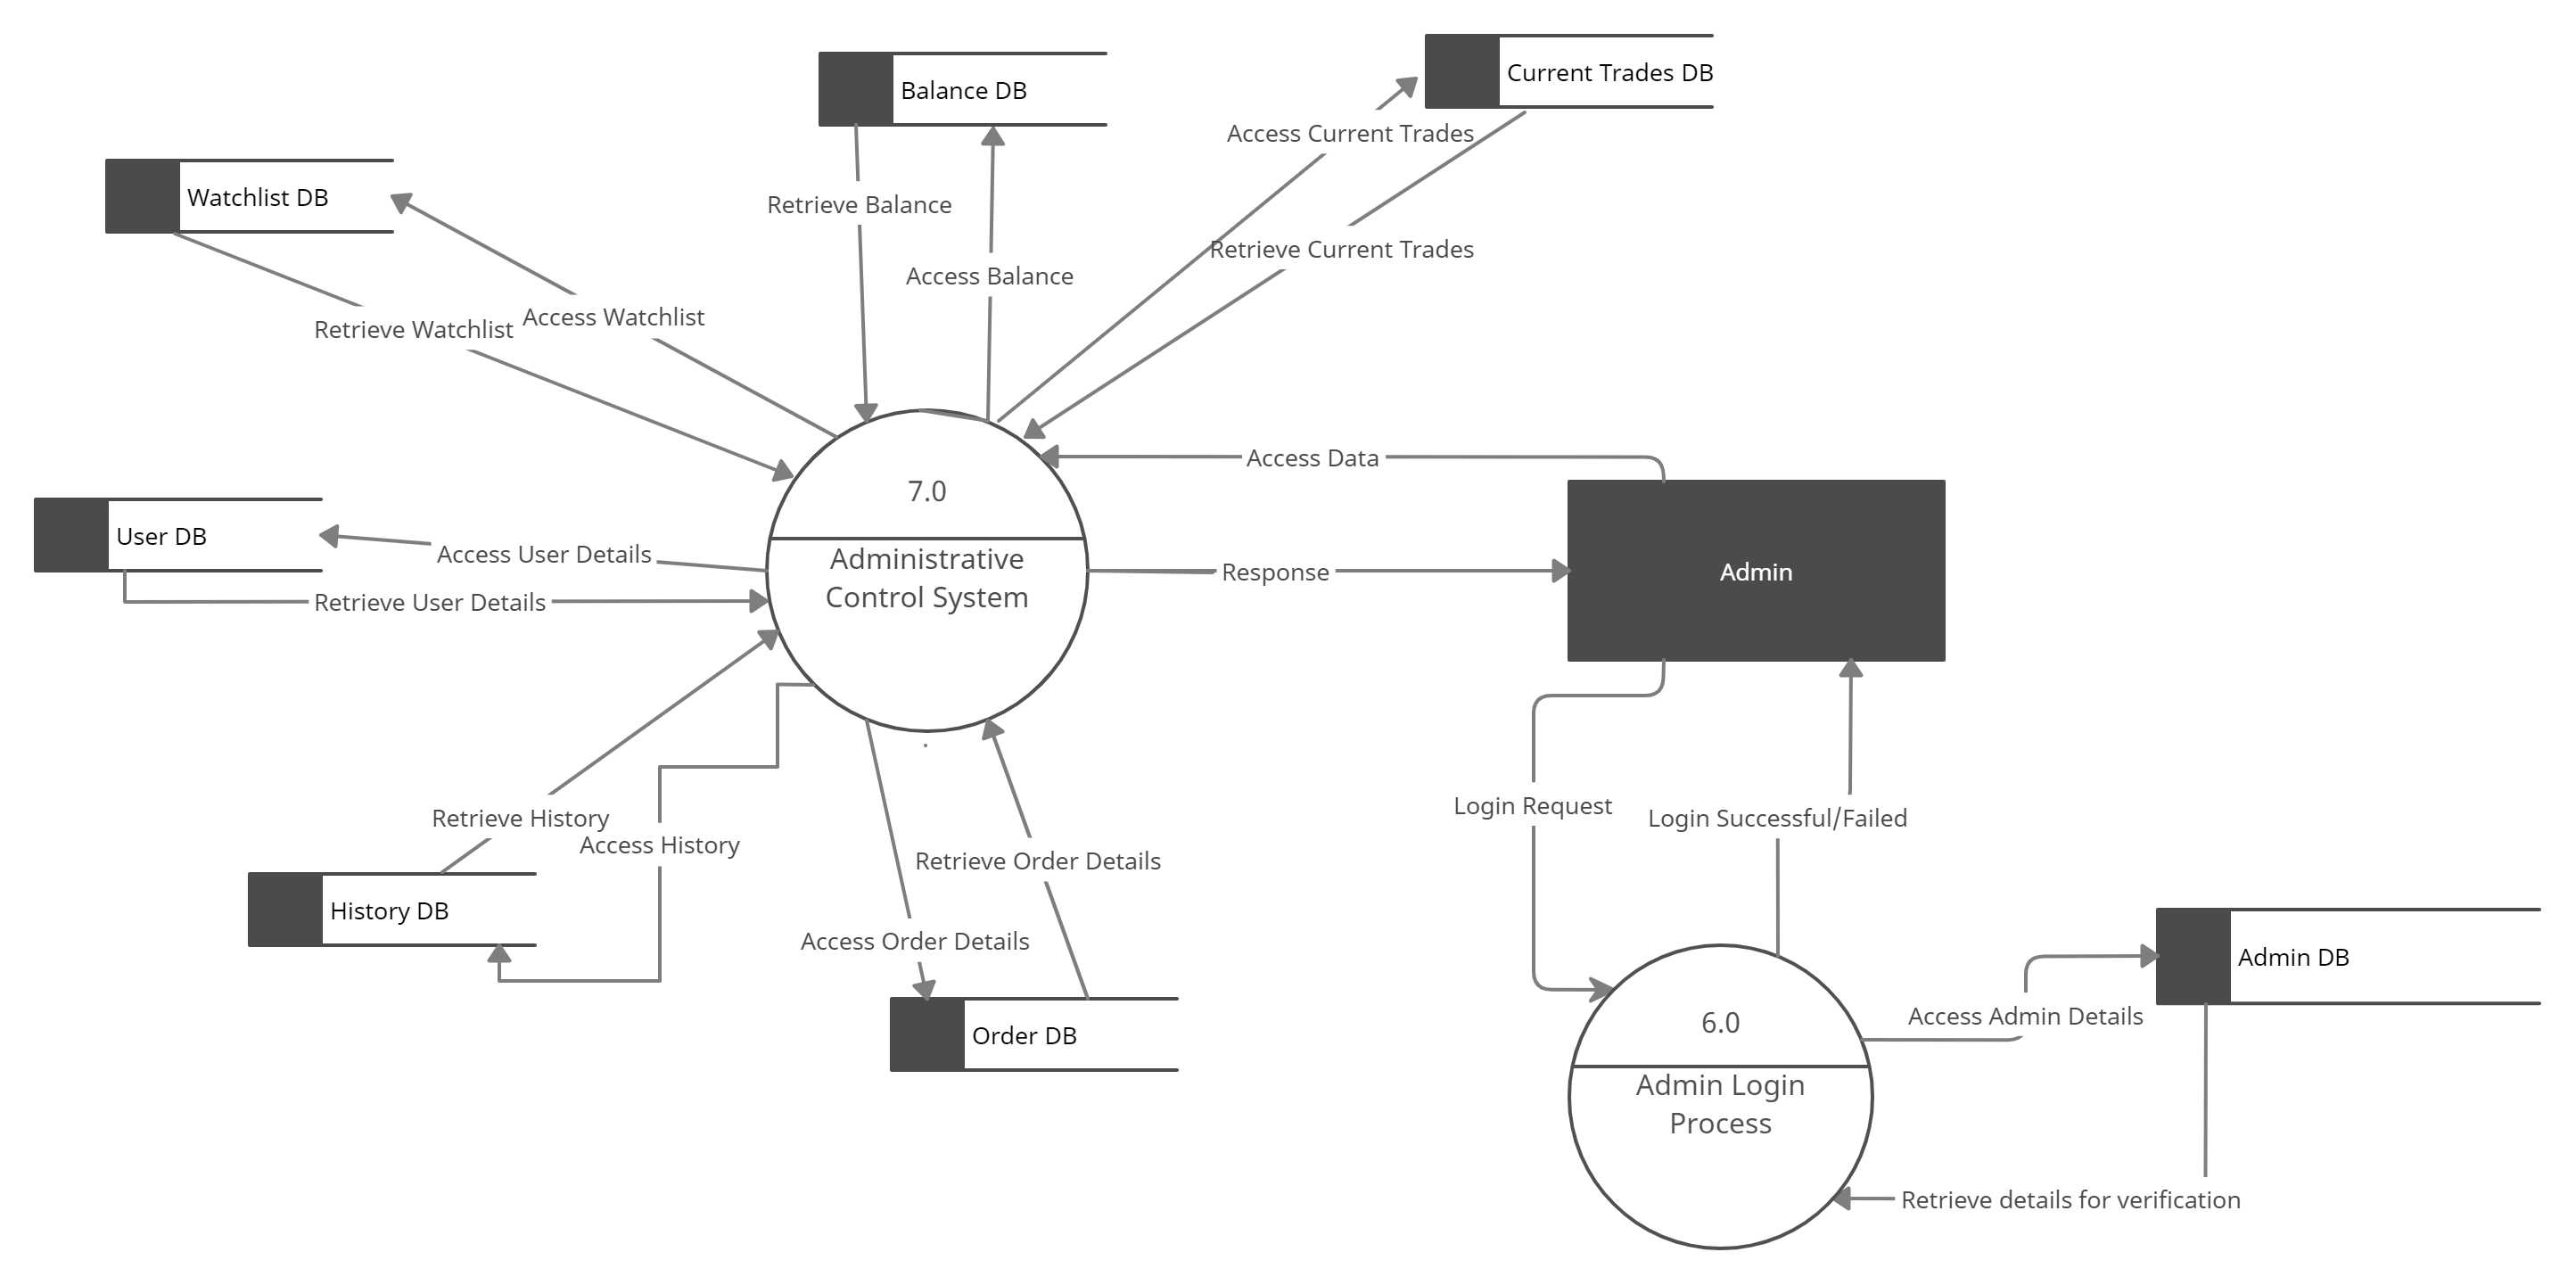 Current Trades DB
Balance DB
Access Current Trades
Watchlist DB
Retrieve Balance
Retrieve Current Trades
Access Balance
Access Watchlist
Retrieve Watchlist
Access Data
7.0
User DB
Access User Details
Administrative
Control System
Response
Admin
Retrieve User Details
Login Request
Retrieve History
Login Successful/Failed
Access History
Retrieve Order Details
History DB
Access Order Details
Admin DB
Access Admin Details
6.0
Order DB
Admin Login
Process
Retrieve details for verification